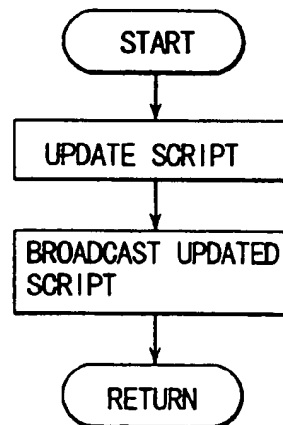 START
UPDATE SCRIPT
BROADCAST UPDATED
SCRIPT
RETURN